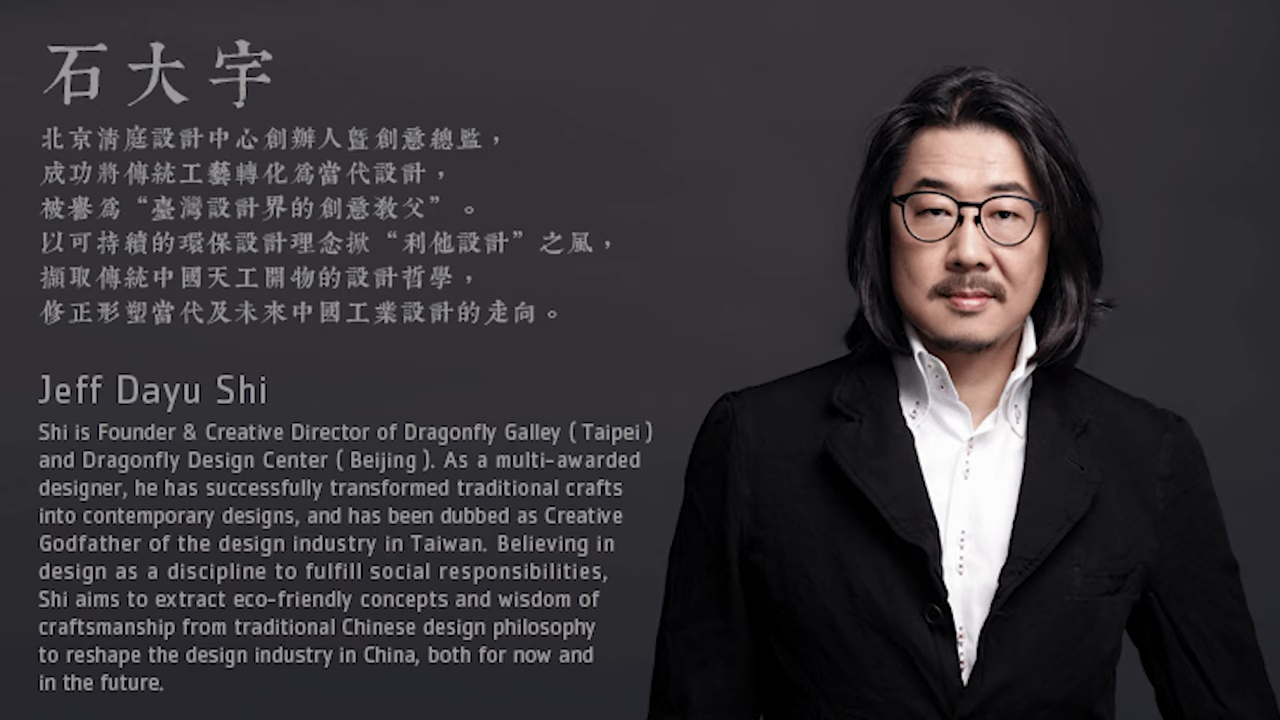 石大宇
北京清庭設計中心創辦人暨創意總監，
成功將傳統工藝轉化為當代設計，
被譽為“臺灣設計界的創意教父”。
以可持續的環保設計理念掀“利他設計”之風，
擷取傳統中國天工開物的設計哲學，
修正形塑當代及未來中國工業設計的走向。
Jeff Dayu Shi
Shi is Founder & Creative Director of Dragonfly Galley ( Taipei )
and Dragonfly Design Center ( Beijing ). As a multi-awarded
designer, he has successfully transformed traditional crafts
into contemporary designs, and has been dubbed as Creative
Godfather of the design industry in Taiwan. Believing in
design as a discipline to fulfill social responsibilities,
Shi aims to extract eco-friendly concepts and wisdom of
craftsmanship from traditional Chinese design philosophy
to reshape the design industry in China, both for now and
in the future.